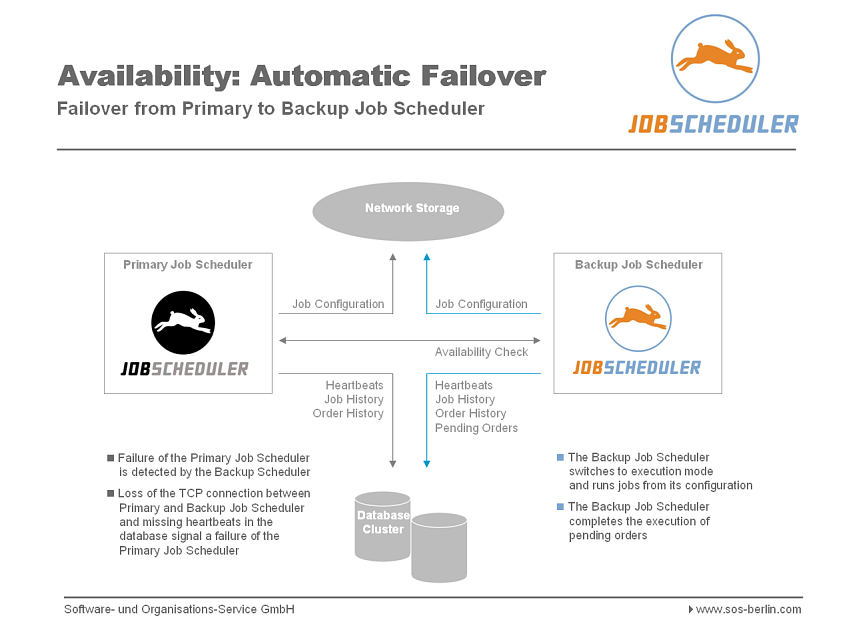 Availability: Automatic Failover
Failover from Primary to Backup Job Scheduler
JOBSCHEDULER
Network Storage
Primary Job Scheduler
JOBSCHEDULER
Backup Job Scheduler
JOBSCHEDULER
Job Configuration
Job Configuration
Availability Check
Heartbeats
Job History
Order History
Heartbeats
Job History
Order History
Pending Orders
■ Failure of the Primary Job Scheduler
is detected by the Backup Scheduler
■ Loss of the TCP connection between
Primary and Backup Job Scheduler
and missing heartbeats in the
database signal a failure of the
Primary Job Scheduler
Database
Cluster
■ The Backup Job Scheduler
switches to execution mode
and runs jobs from its configuration
■ The Backup Job Scheduler
completes the execution of
pending orders
Software- und Organisations-Service GmbH
www.sos-berlin.com